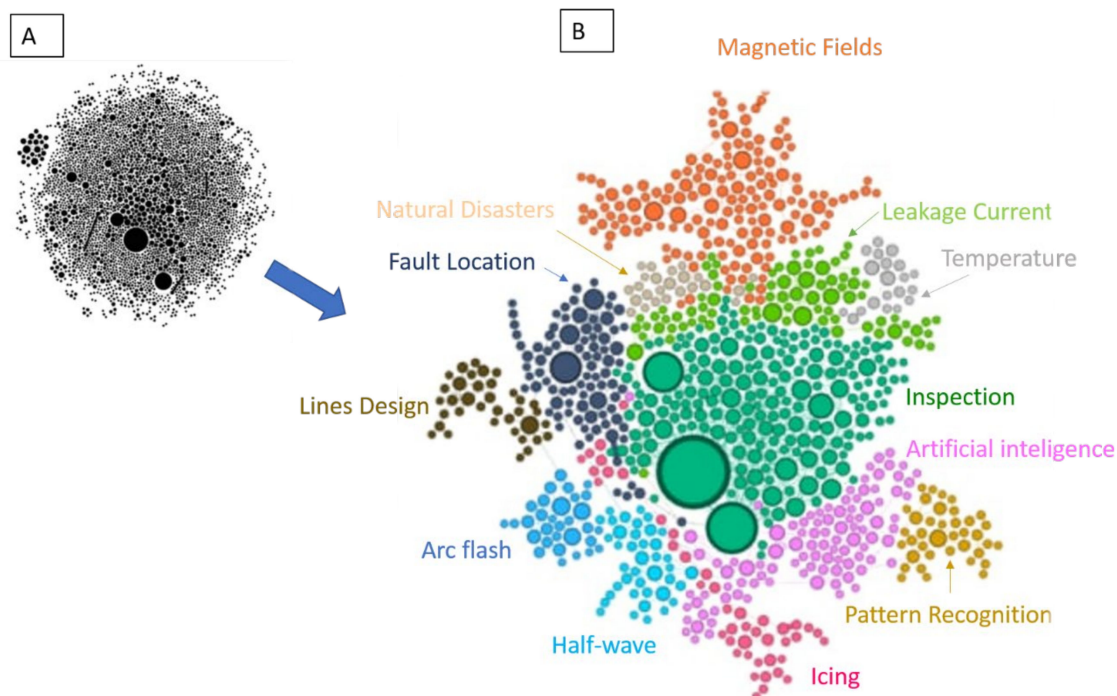 A
B
Magnetic Fields
Natural Disasters
Leakage Current
Fault Location
Temperature
Lines Design
Inspection
Artificial inteligence
Arc flash
Pattern Recognition
Half-wave
Icing